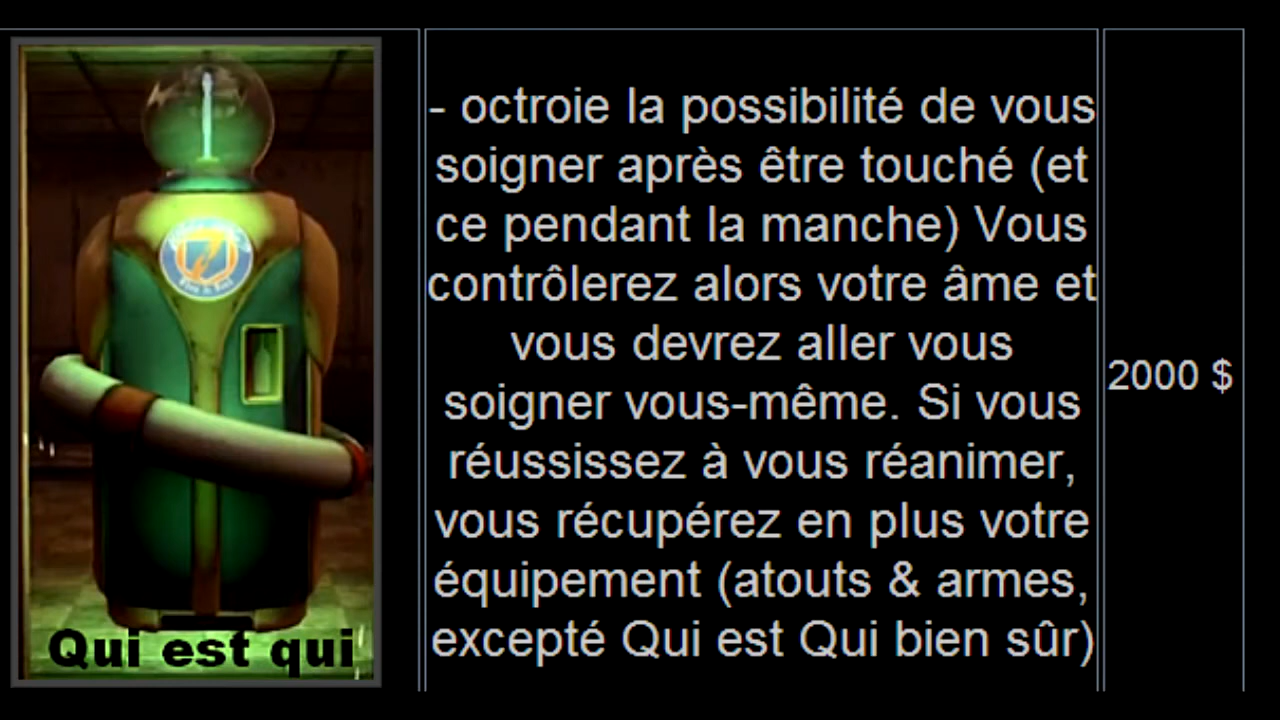 - octroie la possibilité de vous
soigner après être touché (et
ce pendant la manche) Vous
contrôlerez alors votre âme et
vous devrez aller vous
soigner vous-même. Si vous
réussissez à vous réanimer,
vous récupérez en plus votre
équipement (atouts & armes,
excepté Qui est Qui bien sûr)
2000 $
Qui est qui